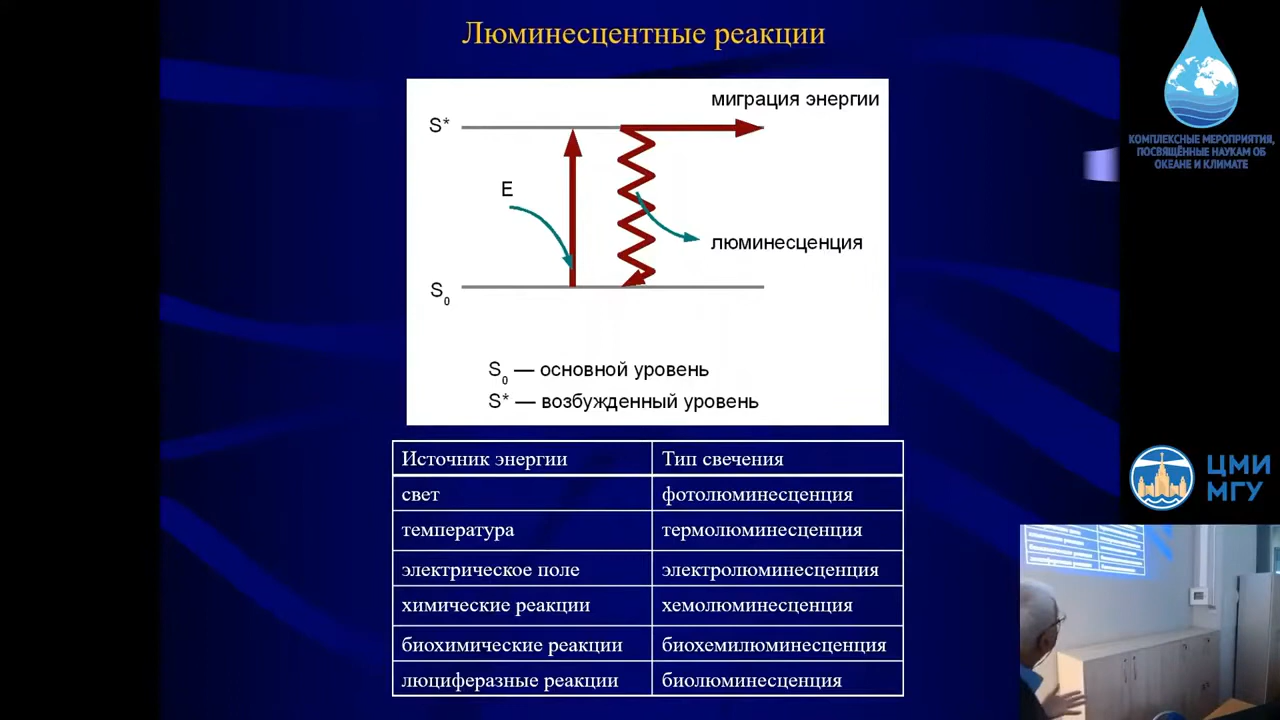 Люминесцентные реакции
миграция энергии
S*
E
люминесценция
S0
S0 — основной уровень
S* — возбужденный уровень
Источник энергии
Тип свечения
свет
фотолюминесценция
температура
термолюминесценция
электрическое поле
электролюминесценция
химические реакции
хемолюминесценция
биохимические реакции
биохемилюминесценция
люциферазные реакции
биолюминесценция
КОМПЛЕКСНЫЕ МЕРОПРИЯТИЯ,
ПОСВЯЩЁННЫЕ НАУКАМ ОБ
ОКЕАНЕ И КЛИМАТЕ
ЦМИ
МГУ